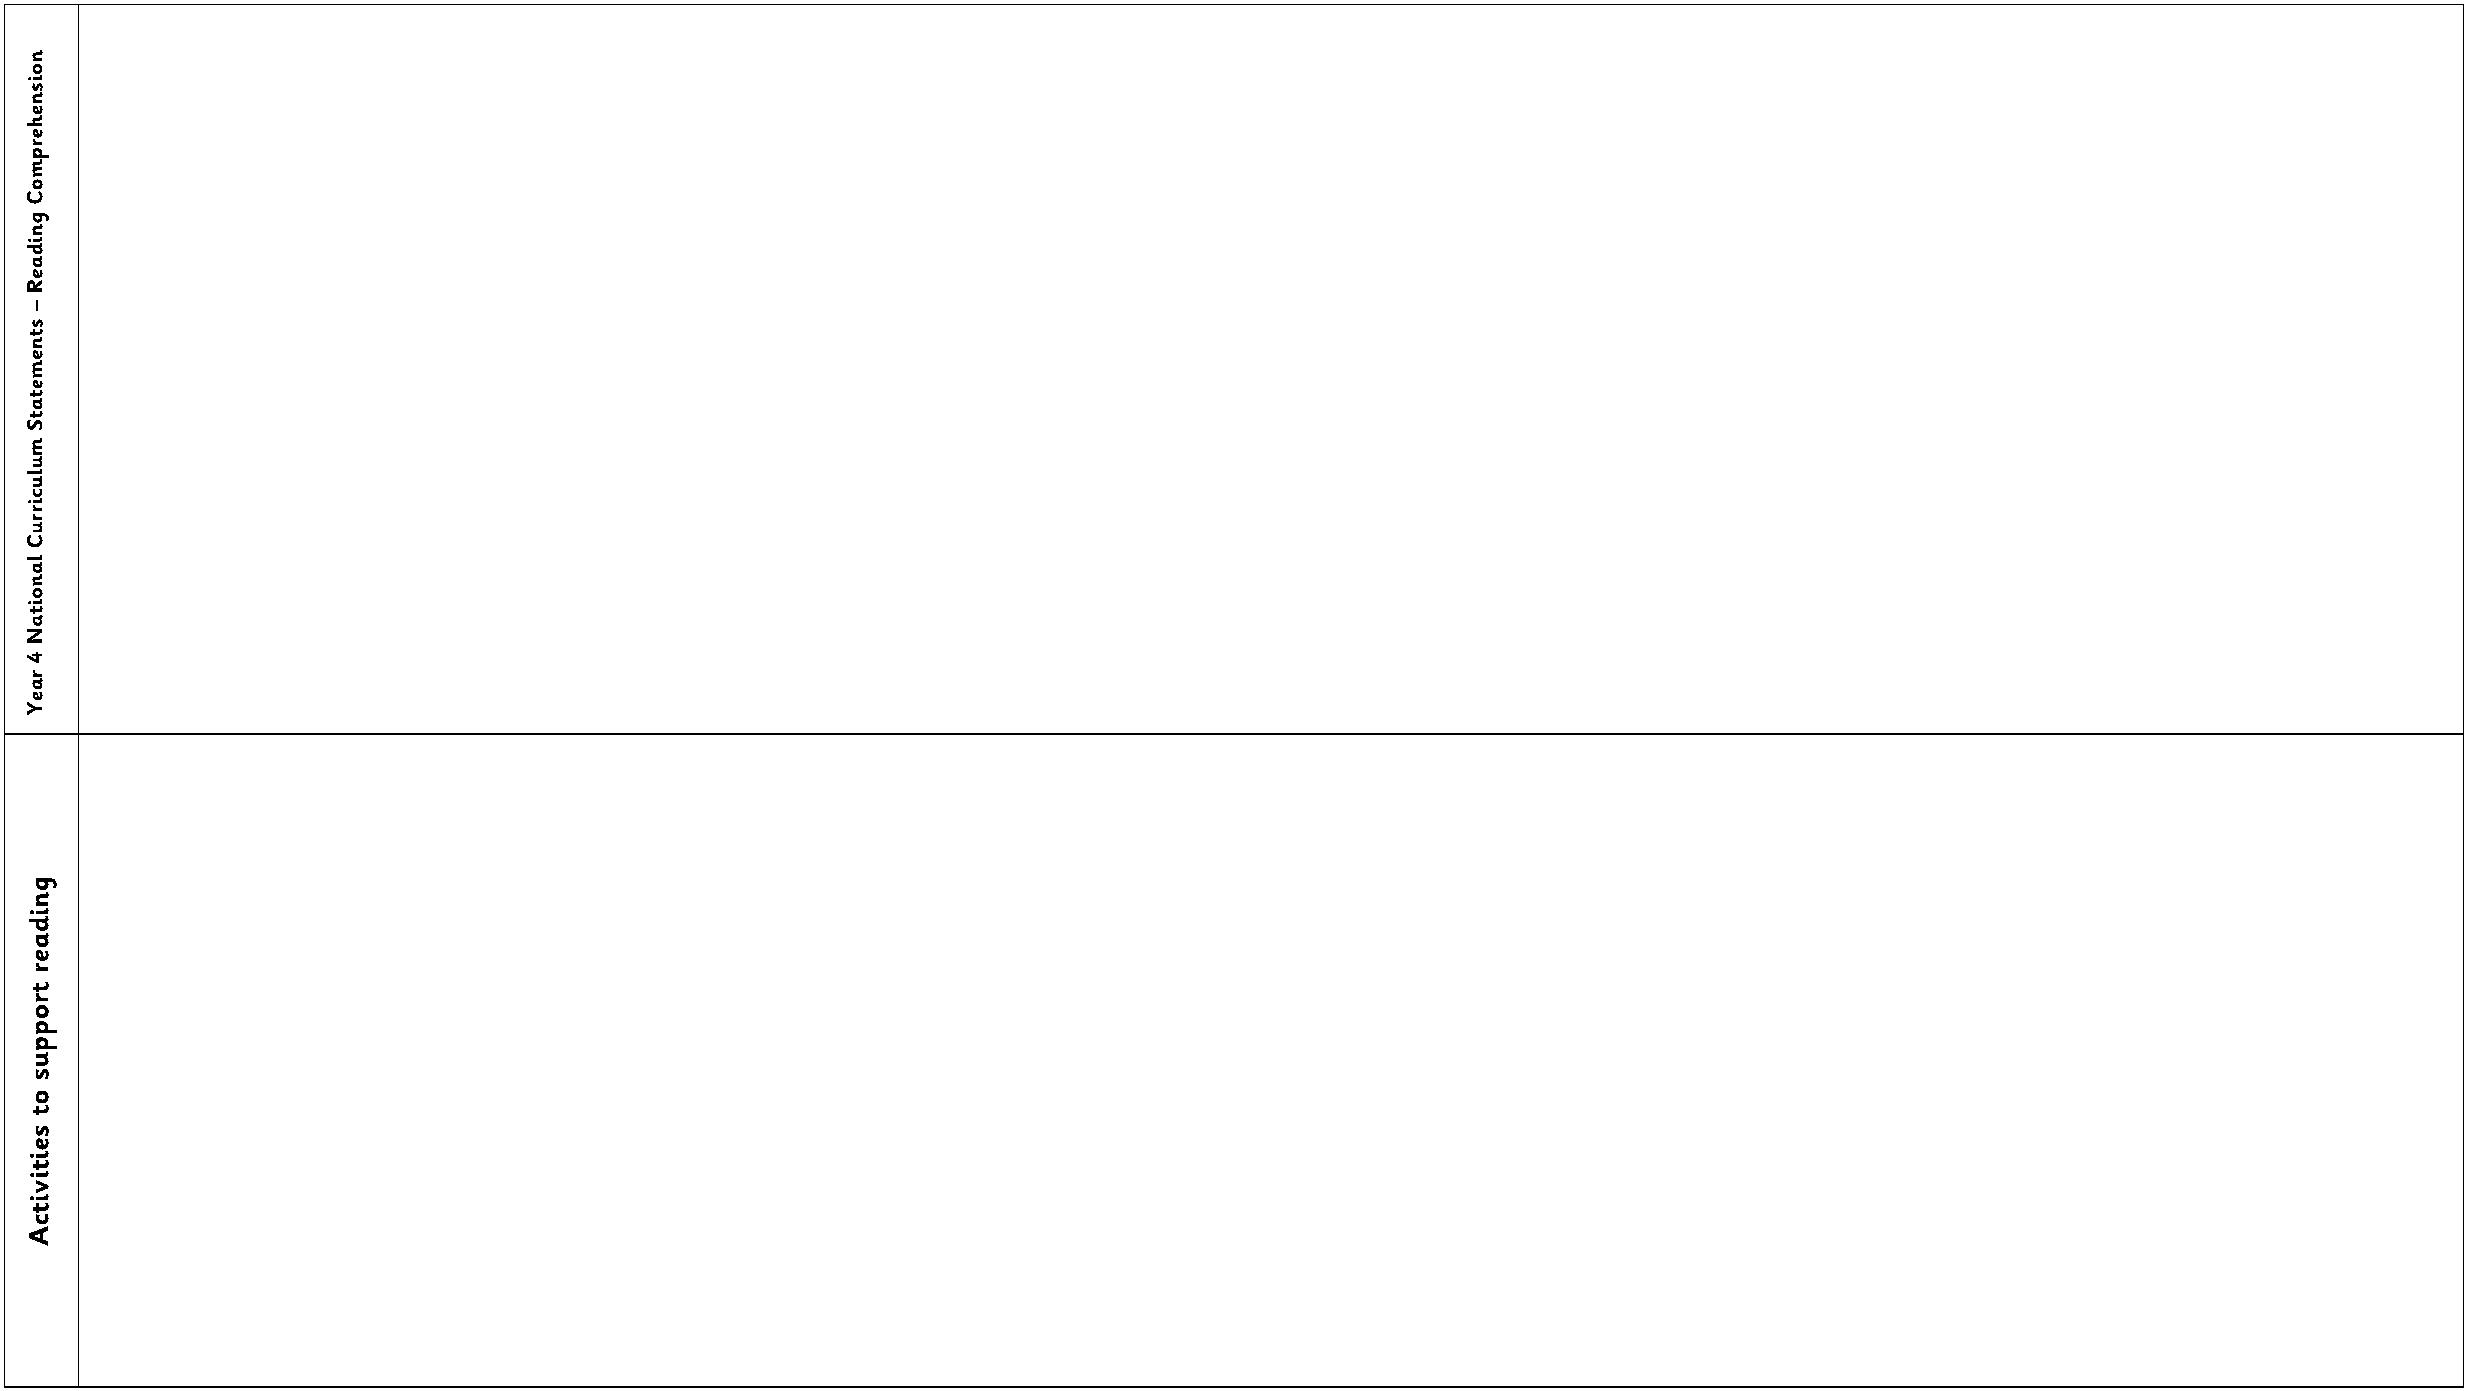 Year 4 National Curriculum Statements – Reading Comprehension
Activities to support reading